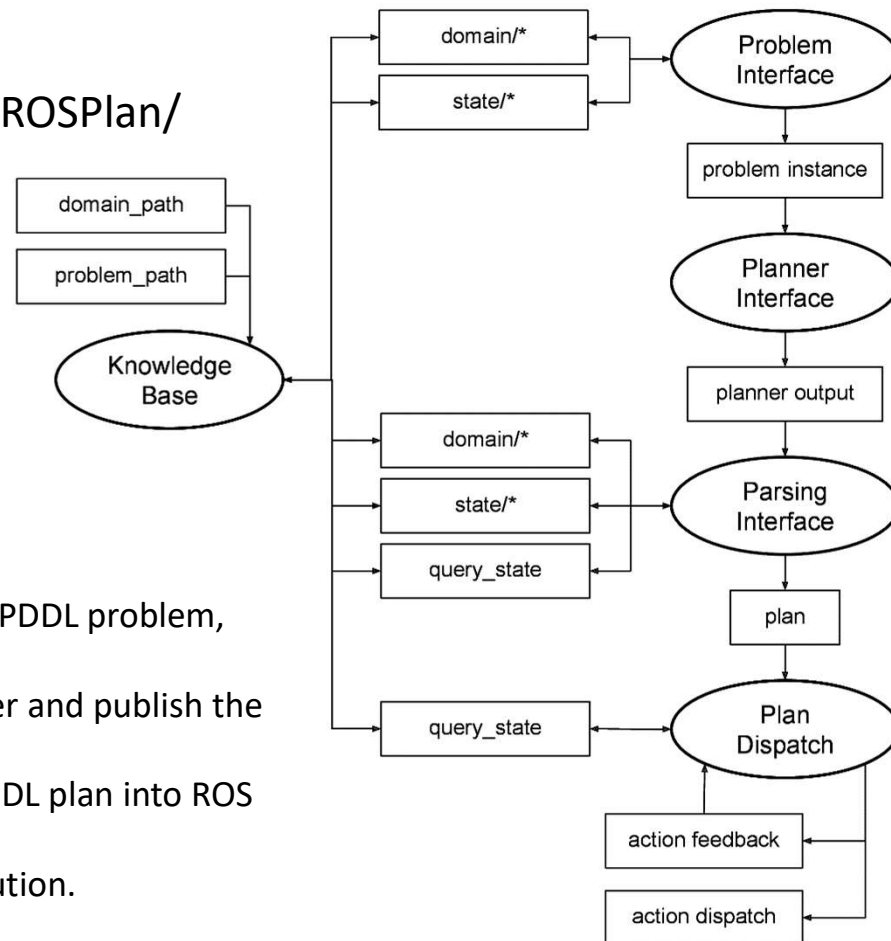 ROSPlan/
domain_path
problem_path
Knowledge
Base
domain/*
state/*
Problem
Interface
problem instance
Planner
Interface
planner output
domain/*
state/*
query_state
Parsing
Interface
plan
query_state
Plan
Dispatch
action feedback
action dispatch
PDDL problem,
er and publish the
DL plan into ROS
ution.